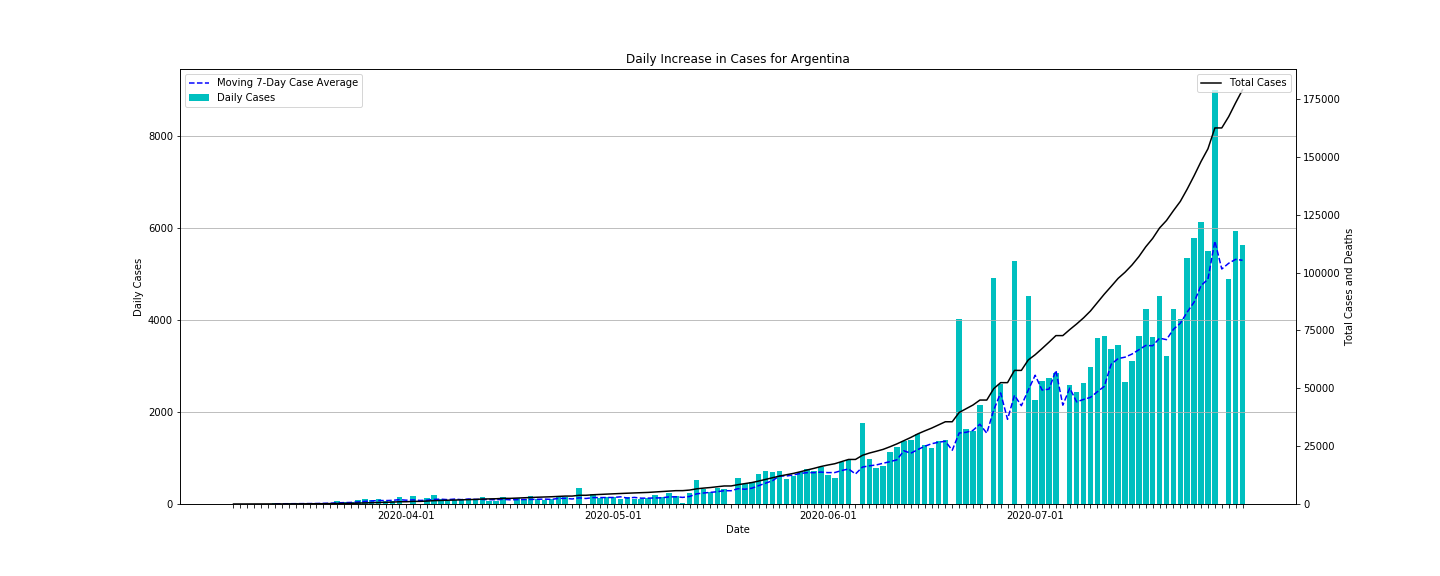 Daily Increase in Cases for Argentina
Moving 7-Day Case Average
Daily Cases
Total Cases
8000
6000
4000
2000
0
Daily Cases
175000
150000
125000
100000
75000
50000
25000
0
Total Cases and Deaths
2020-04-01
2020-05-01
2020-06-01
2020-07-01
Date